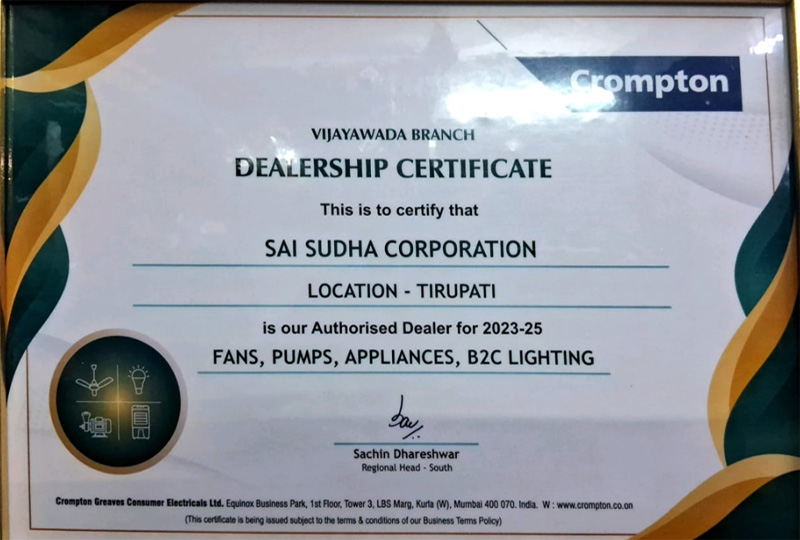 Crompton
VIJAYAWADA BRANCH
DEALERSHIP CERTIFICATE
This is to certify that
SAI SUDHA CORPORATION
LOCATION - TIRUPATI
is our Authorised Dealer for 2023-25
FANS, PUMPS, APPLIANCES, B2C LIGHTING
Sachin Dhareshwar
Regional Head - South
Crompton Greaves Consumer Electricals Ltd. Equinox Business Park, 1st Floor, Tower 3, LBS Marg, Kurla (W), Mumbai 400 070. India. W : www.crompton.co.on
(This certificate is being issued subject to the terms & conditions of our Business Terms Policy)